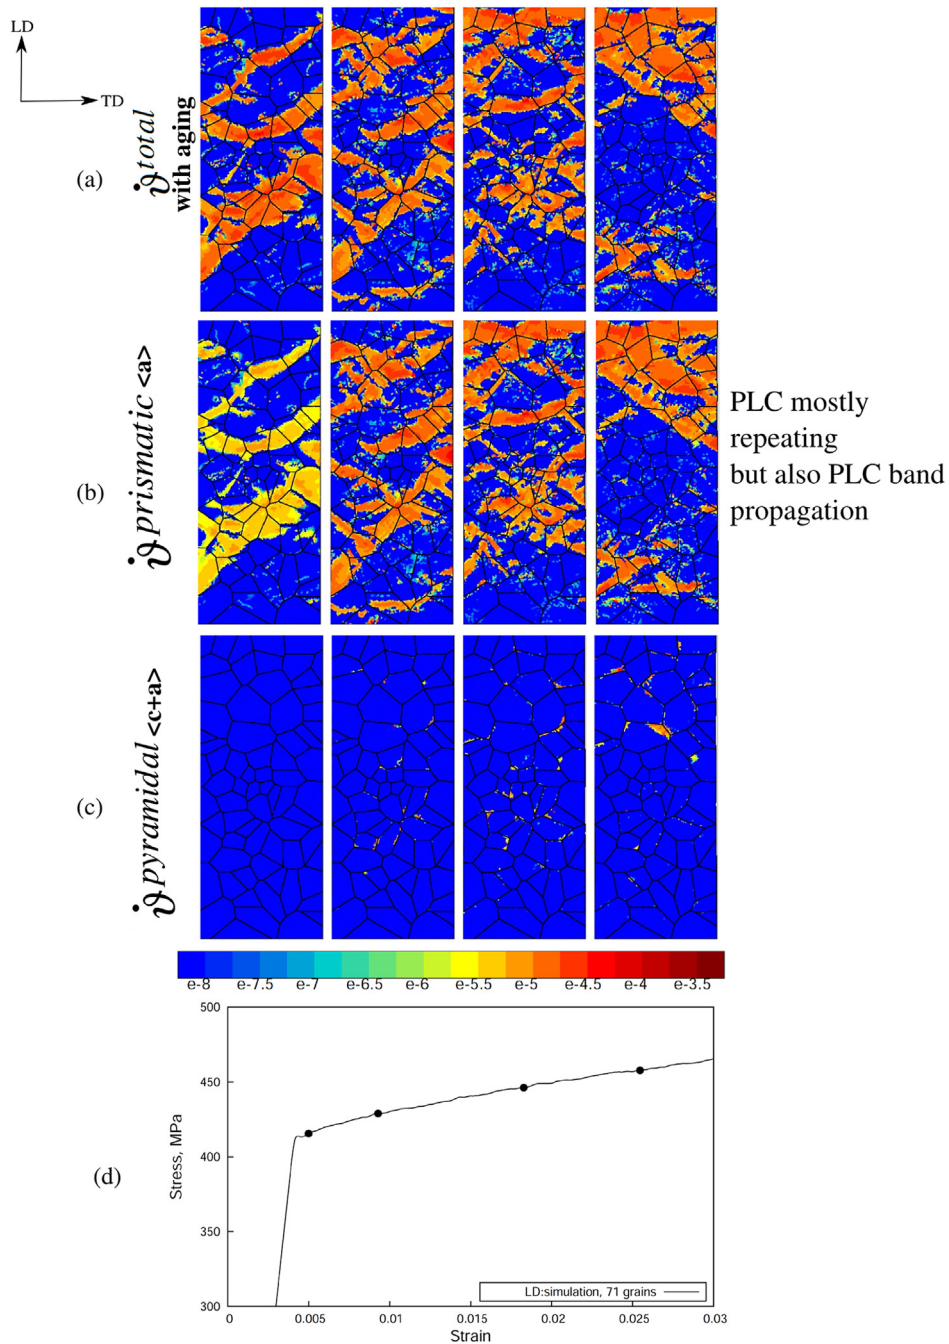 LD
TD
(a)
ϑ̇ total
with aging
(b)
ϑ̇ prismatic <a>
PLC mostly
repeating
but also PLC band
propagation
(c)
ϑ̇ pyramidal <c+a>
e-8 e-7.5 e-7 e-6.5 e-6 e-5.5 e-5 e-4.5 e-4 e-3.5
(d)
Stress, MPa
500
450
400
350
300
LD:simulation, 71 grains
0 0.005 0.01 0.015 0.02 0.025 0.03
Strain